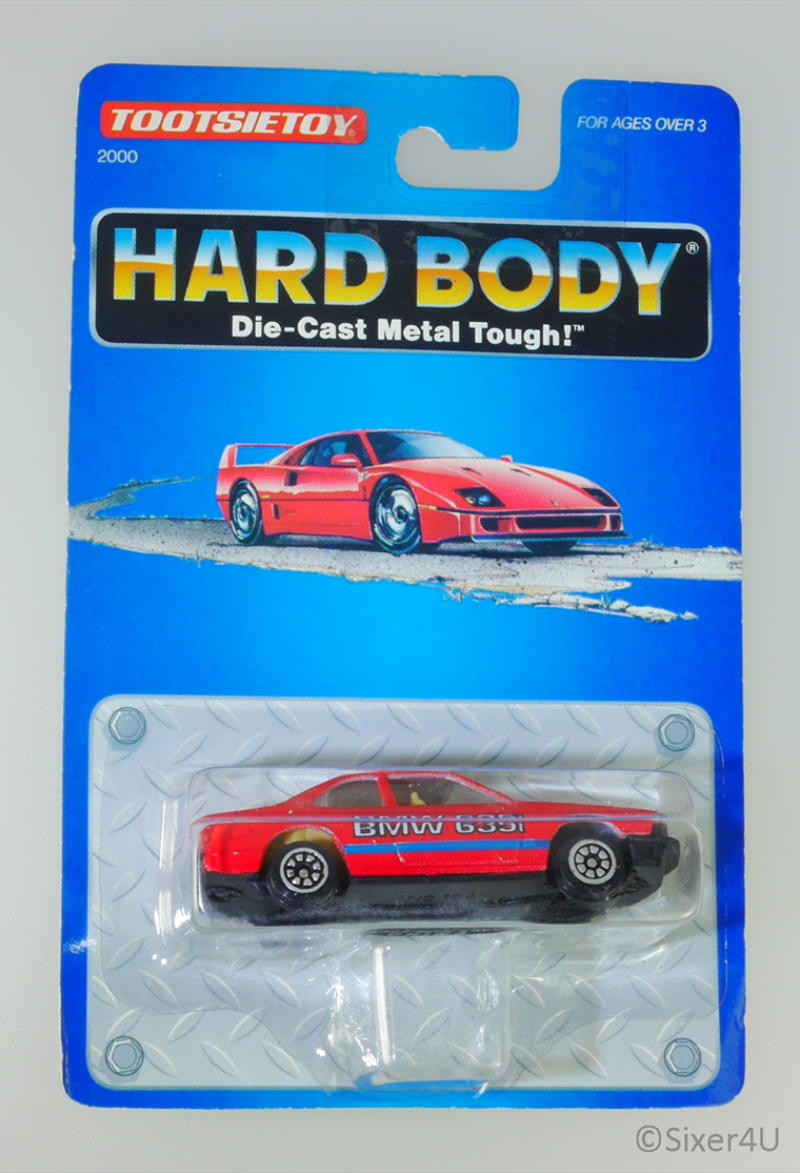 TOOTSIETOY®
FOR AGES OVER 3
2000
HARD BODY®
Die-Cast Metal Tough!™
BMW 635i
©Sixer4U